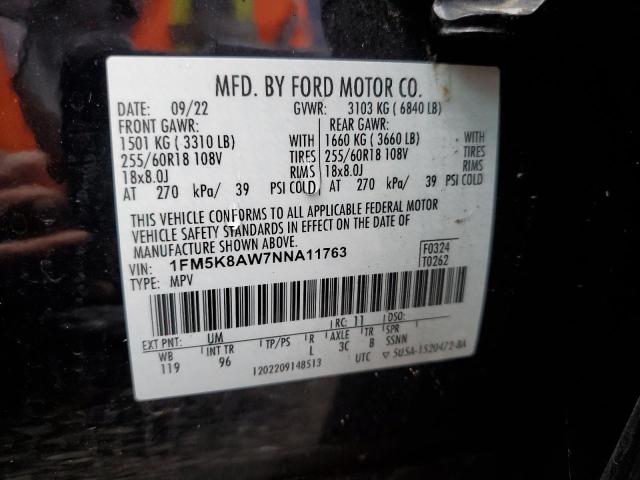 MFD. BY FORD MOTOR CO.
DATE: 09/22 GVWR: 3103 KG ( 6840 LB)
FRONT GAWR: REAR GAWR:
1501 KG ( 3310 LB) WITH 1660 KG ( 3660 LB) WITH
255/60R18 108V TIRES 255/60R18 108V TIRES
18x8.0J RIMS 18x8.0J RIMS
AT 270 kPa/ 39 PSI COLD AT 270 kPa/ 39 PSI COLD
THIS VEHICLE CONFORMS TO ALL APPLICABLE FEDERAL MOTOR
VEHICLE SAFETY STANDARDS IN EFFECT ON THE DATE OF
MANUFACTURE SHOWN ABOVE.
VIN: 1FM5K8AW7NNA11763 F0324
TYPE: MPV T0262
EXT PNT: UM RC: 11 DSO:
WB INT TR TP/PS R AXLE TR SPR
119 96 L 3C B SSNN
1202209148513 UTC ▽ 5U5A-1520472-BA